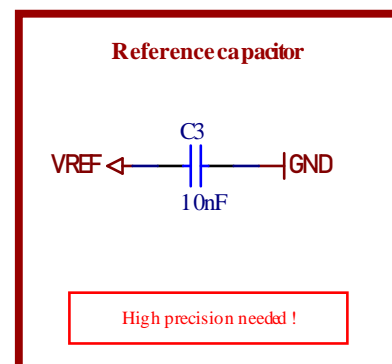 Reference capacitor
C3
VREF
GND
10nF
High precision needed !